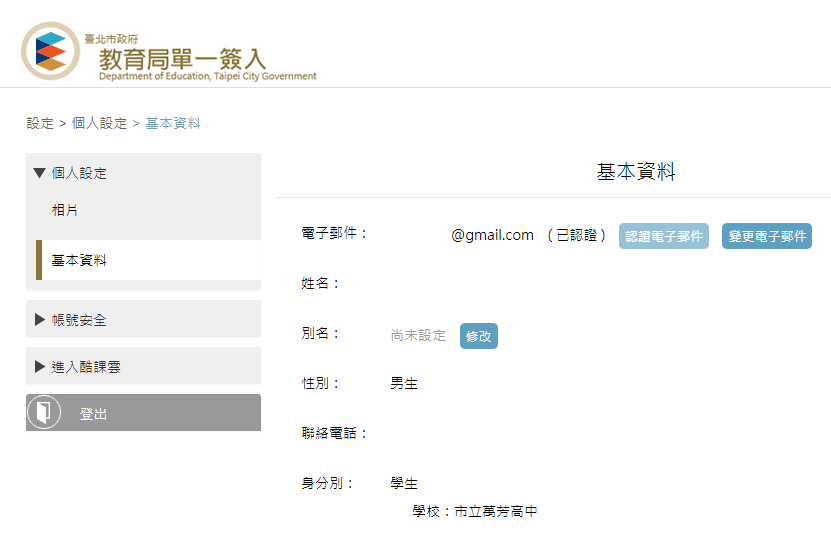 臺北市政府
教育局單一簽入
Department of Education, Taipei City Government
設定 > 個人設定 > 基本資料
▼ 個人設定
相片
基本資料
▶ 帳號安全
▶ 進入酷課雲
登出
基本資料
電子郵件： @gmail.com （已認證） 認證電子郵件 變更電子郵件
姓名：
別名： 尚未設定 修改
性別： 男生
聯絡電話：
身分別： 學生
學校：市立萬芳高中